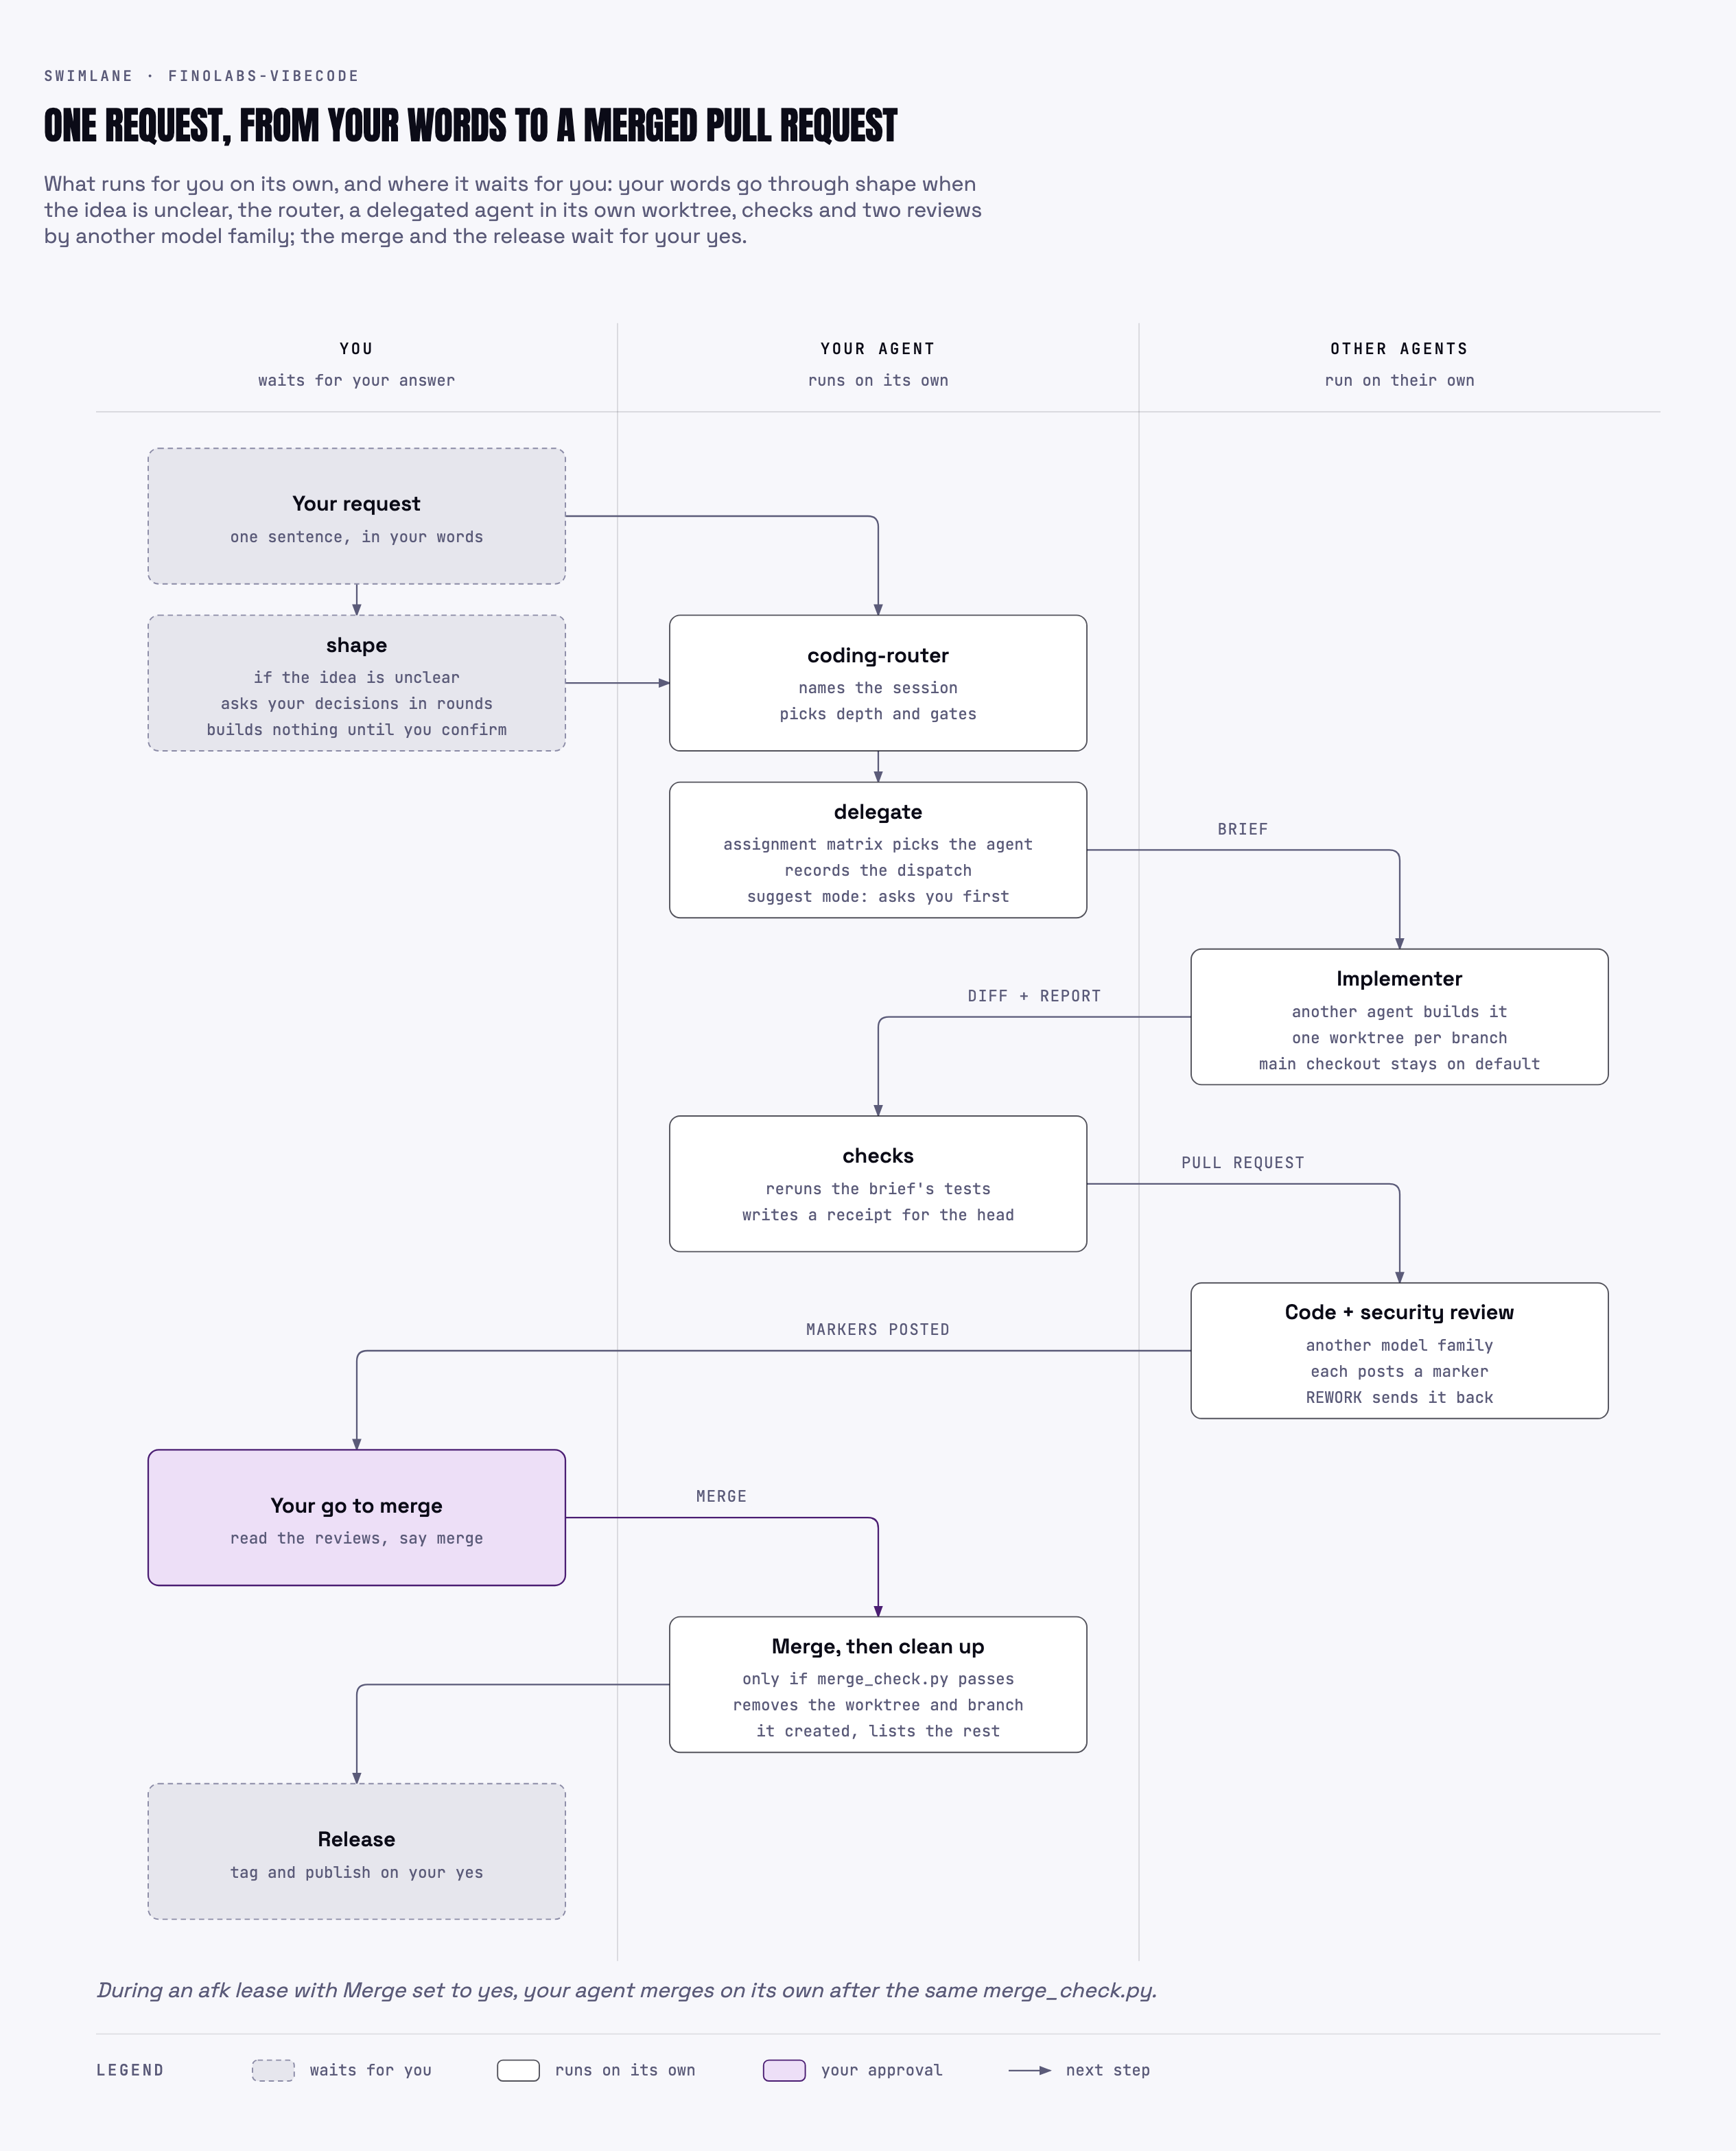 SWIMLANE · FINOLABS-VIBECODE
ONE REQUEST, FROM YOUR WORDS TO A MERGED PULL REQUEST
What runs for you on its own, and where it waits for you: your words go through shape when
the idea is unclear, the router, a delegated agent in its own worktree, checks and two reviews
by another model family; the merge and the release wait for your yes.
YOU
waits for your answer
YOUR AGENT
runs on its own
OTHER AGENTS
run on their own
Your request
one sentence, in your words
shape
if the idea is unclear
asks your decisions in rounds
builds nothing until you confirm
coding-router
names the session
picks depth and gates
delegate
assignment matrix picks the agent
records the dispatch
suggest mode: asks you first
BRIEF
Implementer
another agent builds it
one worktree per branch
main checkout stays on default
DIFF + REPORT
checks
reruns the brief's tests
writes a receipt for the head
PULL REQUEST
Code + security review
another model family
each posts a marker
REWORK sends it back
MARKERS POSTED
Your go to merge
read the reviews, say merge
MERGE
Merge, then clean up
only if merge_check.py passes
removes the worktree and branch
it created, lists the rest
Release
tag and publish on your yes
During an afk lease with Merge set to yes, your agent merges on its own after the same merge_check.py.
LEGEND
waits for you
runs on its own
your approval
next step